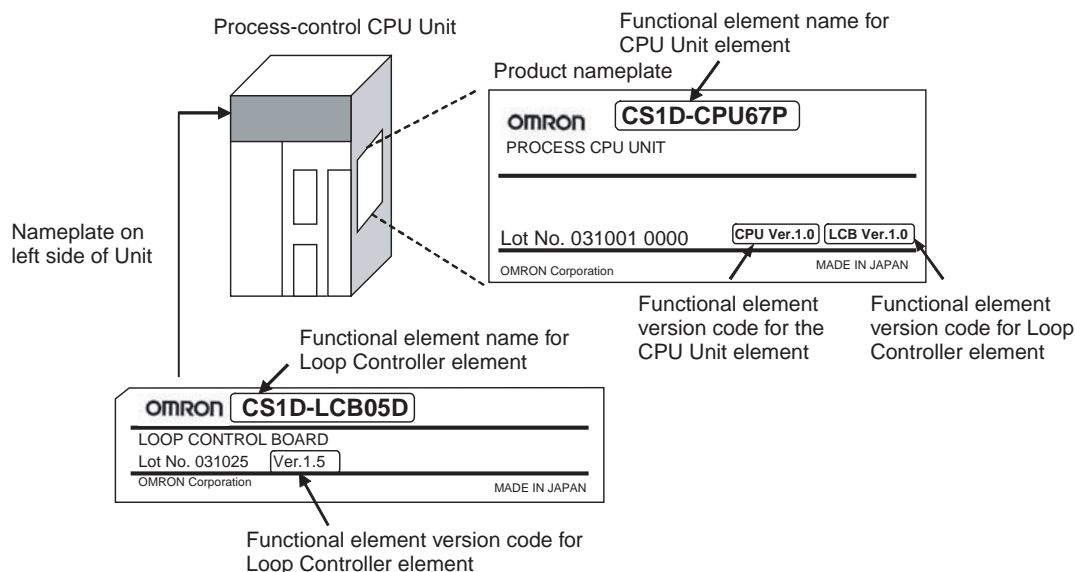 Functional element name for
CPU Unit element
Process-control CPU Unit
Product nameplate
OMRON CS1D-CPU67P
PROCESS CPU UNIT
Lot No. 031001 0000 CPU Ver.1.0 LCB Ver.1.0
OMRON Corporation MADE IN JAPAN
Nameplate on
left side of Unit
Functional element
version code for the
CPU Unit element
Functional element
version code for Loop
Controller element
Functional element name for
Loop Controller element
OMRON CS1D-LCB05D
LOOP CONTROL BOARD
Lot No. 031025 Ver.1.5
OMRON Corporation MADE IN JAPAN
Functional element version code for
Loop Controller element